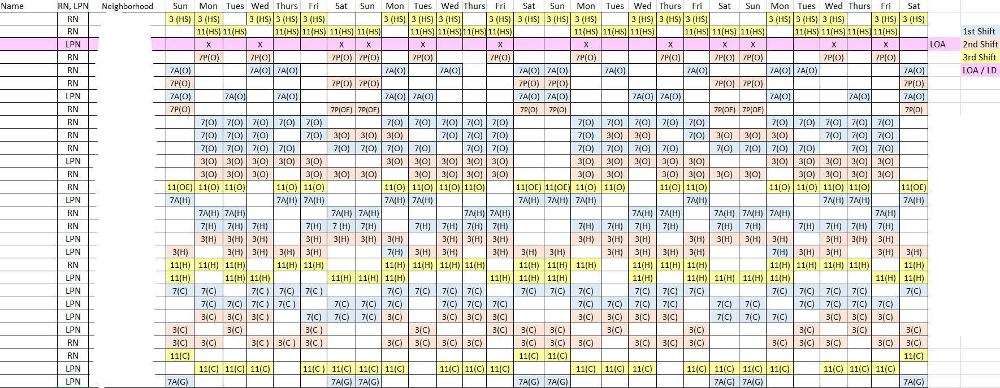 Name RN, LPN Neighborhood Sun Mon Tues Wed Thurs Fri Sat Sun Mon Tues Wed Thurs Fri Sat Sun Mon Tues Wed Thurs Fri Sat Sun Mon Tues Wed Thurs Fri Sat
RN 3 (HS) 3 (HS) 3 (HS) 3 (HS) 3 (HS) 3 (HS) 3 (HS) 3 (HS) 3 (HS) 3 (HS) 3 (HS) 3 (HS) 3 (HS) 3 (HS) 3 (HS) 3 (HS) 3 (HS) 3 (HS) 3 (HS) 3 (HS)
RN 11(HS) 11(HS) 11(HS) 11(HS) 11(HS) 11(HS) 11(HS) 11(HS) 11(HS) 11(HS) 11(HS) 11(HS) 11(HS) 11(HS) 11(HS) 11(HS) 11(HS) 11(HS) 11(HS) 11(HS) 1st Shift
LPN X X X X X X X X X X X X LOA 2nd Shift
RN 7P(O) 7P(O) 7P(O) 7P(O) 7P(O) 7P(O) 7P(O) 7P(O) 7P(O) 7P(O) 7P(O) 7P(O) 3rd Shift
RN 7A(O) 7A(O) 7A(O) 7A(O) 7A(O) 7A(O) 7A(O) 7A(O) 7A(O) 7A(O) 7A(O) 7A(O) LOA / LD
RN 7P(O) 7P(O) 7P(O) 7P(O) 7P(O) 7P(O) 7P(O) 7P(O)
LPN 7A(O) 7A(O) 7A(O) 7A(O) 7A(O) 7A(O) 7A(O) 7A(O) 7A(O) 7A(O) 7A(O) 7A(O)
RN 7P(O) 7P(OE) 7P(OE) 7P(O) 7P(O) 7P(OE) 7P(OE) 7P(O)
RN 7(O) 7(O) 7(O) 7(O) 7(O) 7(O) 7(O) 7(O) 7(O) 7(O) 7(O) 7(O) 7(O) 7(O) 7(O) 7(O) 7(O) 7(O) 7(O) 7(O)
RN 7(O) 7(O) 7(O) 7(O) 3(O) 3(O) 3(O) 7(O) 7(O) 7(O) 7(O) 3(O) 3(O) 7(O) 3(O) 3(O) 3(O) 7(O) 7(O) 7(O)
RN 7(O) 7(O) 7(O) 7(O) 7(O) 7(O) 7(O) 7(O) 7(O) 7(O) 7(O) 7(O) 7(O) 7(O) 7(O) 7(O) 7(O) 7(O) 7(O) 7(O)
LPN 3(O) 3(O) 3(O) 3(O) 3(O) 3(O) 3(O) 3(O) 3(O) 3(O) 3(O) 3(O) 3(O) 3(O) 3(O) 3(O) 3(O) 3(O) 3(O) 3(O)
RN 3(O) 3(O) 3(O) 3(O) 3(O) 3(O) 3(O) 3(O) 3(O) 3(O) 3(O) 3(O) 3(O) 3(O) 3(O) 3(O) 3(O) 3(O) 3(O) 3(O)
RN 11(OE) 11(O) 11(O) 11(O) 11(O) 11(O) 11(O) 11(O) 11(O) 11(OE) 11(OE) 11(O) 11(O) 11(O) 11(O) 11(O) 11(O) 11(O) 11(O) 11(OE)
LPN 7A(H) 7A(H) 7A(H) 7A(H) 7A(H) 7A(H) 7A(H) 7A(H) 7A(H) 7A(H) 7A(H) 7A(H)
RN 7A(H) 7A(H) 7A(H) 7A(H) 7A(H) 7A(H) 7A(H) 7A(H) 7A(H) 7A(H) 7A(H) 7A(H)
RN 7(H) 7(H) 7(H) 7(H) 7 (H) 7(H) 7(H) 7(H) 7(H) 7(H) 7(H) 7(H) 7(H) 7(H) 7(H) 7(H) 7(H) 7(H) 7(H) 7(H)
LPN 3(H) 3(H) 3(H) 3(H) 3(H) 3(H) 3(H) 3(H) 3(H) 3(H) 3(H) 3(H) 3(H) 3(H) 3(H) 3(H) 3(H) 3(H) 3(H) 3(H)
LPN 3(H) 3(H) 3(H) 3(H) 3(H) 7(H) 3(H) 3(H) 3(H) 3(H) 3(H) 3(H) 3(H) 3(H) 3(H) 7(H) 3(H) 3(H) 3(H) 3(H)
RN 11(H) 11(H) 11(H) 11(H) 11(H) 11(H) 11(H) 11(H) 11(H) 11(H) 11(H) 11(H) 11(H) 11(H) 11(H) 11(H) 11(H) 11(H) 11(H) 11(H)
LPN 11(H) 11(H) 11(H) 11(H) 11(H) 11(H) 11(H) 11(H) 11(H) 11(H) 11(H) 11(H) 11(H) 11(H) 11(H) 11(H)
LPN 7(C) 7(C) 7(C ) 7(C) 7(C ) 7(C) 7(C) 7(C) 7(C) 7(C) 7(C) 7(C) 7(C) 7(C) 7(C) 7(C) 7(C) 7(C) 7(C) 7(C)
LPN 7(C) 7(C) 7(C ) 7(C ) 7(C) 7(C) 7(C) 7(C) 7(C) 7(C) 7(C) 7(C) 7(C) 7(C) 7(C) 7(C) 7(C) 7(C) 7(C) 7(C)
LPN 3(C) 3(C) 3(C ) 7(C) 7(C) 7(C) 3(C) 3(C) 3(C) 3(C) 3(C) 3(C) 3(C) 3(C) 7(C) 7(C) 7(C) 3(C) 3(C) 3(C)
LPN 3(C) 3(C) 3(C ) 3(C) 3(C) 3(C) 3(C) 3(C) 3(C) 3(C) 3(C) 3(C)
RN 3(C) 3(C) 3(C ) 3(C ) 3(C ) 3(C) 3(C) 3(C) 3(C) 3(C) 3(C) 3(C) 3(C) 3(C) 3(C) 3(C) 3(C) 3(C) 3(C) 3(C)
RN 11(C) 11(C) 11(C) 11(C)
LPN 11(C) 11(C) 11(C) 11(C ) 11(C) 11(C) 11(C) 11(C) 11(C) 11(C) 11(C) 11(C) 11(C) 11(C) 11(C) 11(C) 11(C) 11(C) 11(C) 11(C)
LPN 7A(G) 7A(G) 7A(G) 7A(G) 7A(G) 7A(G) 7A(G) 7A(G)